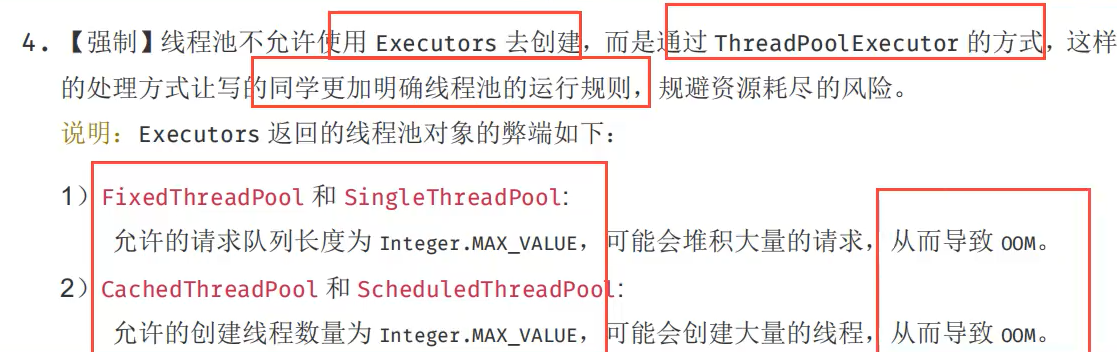 4. 【强制】线程池不允许使用 Executors 去创建，而是通过 ThreadPoolExecutor 的方式，这样
的处理方式让写的同学更加明确线程池的运行规则，规避资源耗尽的风险。
说明：Executors 返回的线程池对象的弊端如下：
1）FixedThreadPool 和 SingleThreadPool:
允许的请求队列长度为 Integer.MAX_VALUE，可能会堆积大量的请求，从而导致 OOM。
2）CachedThreadPool 和 ScheduledThreadPool:
允许的创建线程数量为 Integer.MAX_VALUE，可能会创建大量的线程，从而导致 OOM。